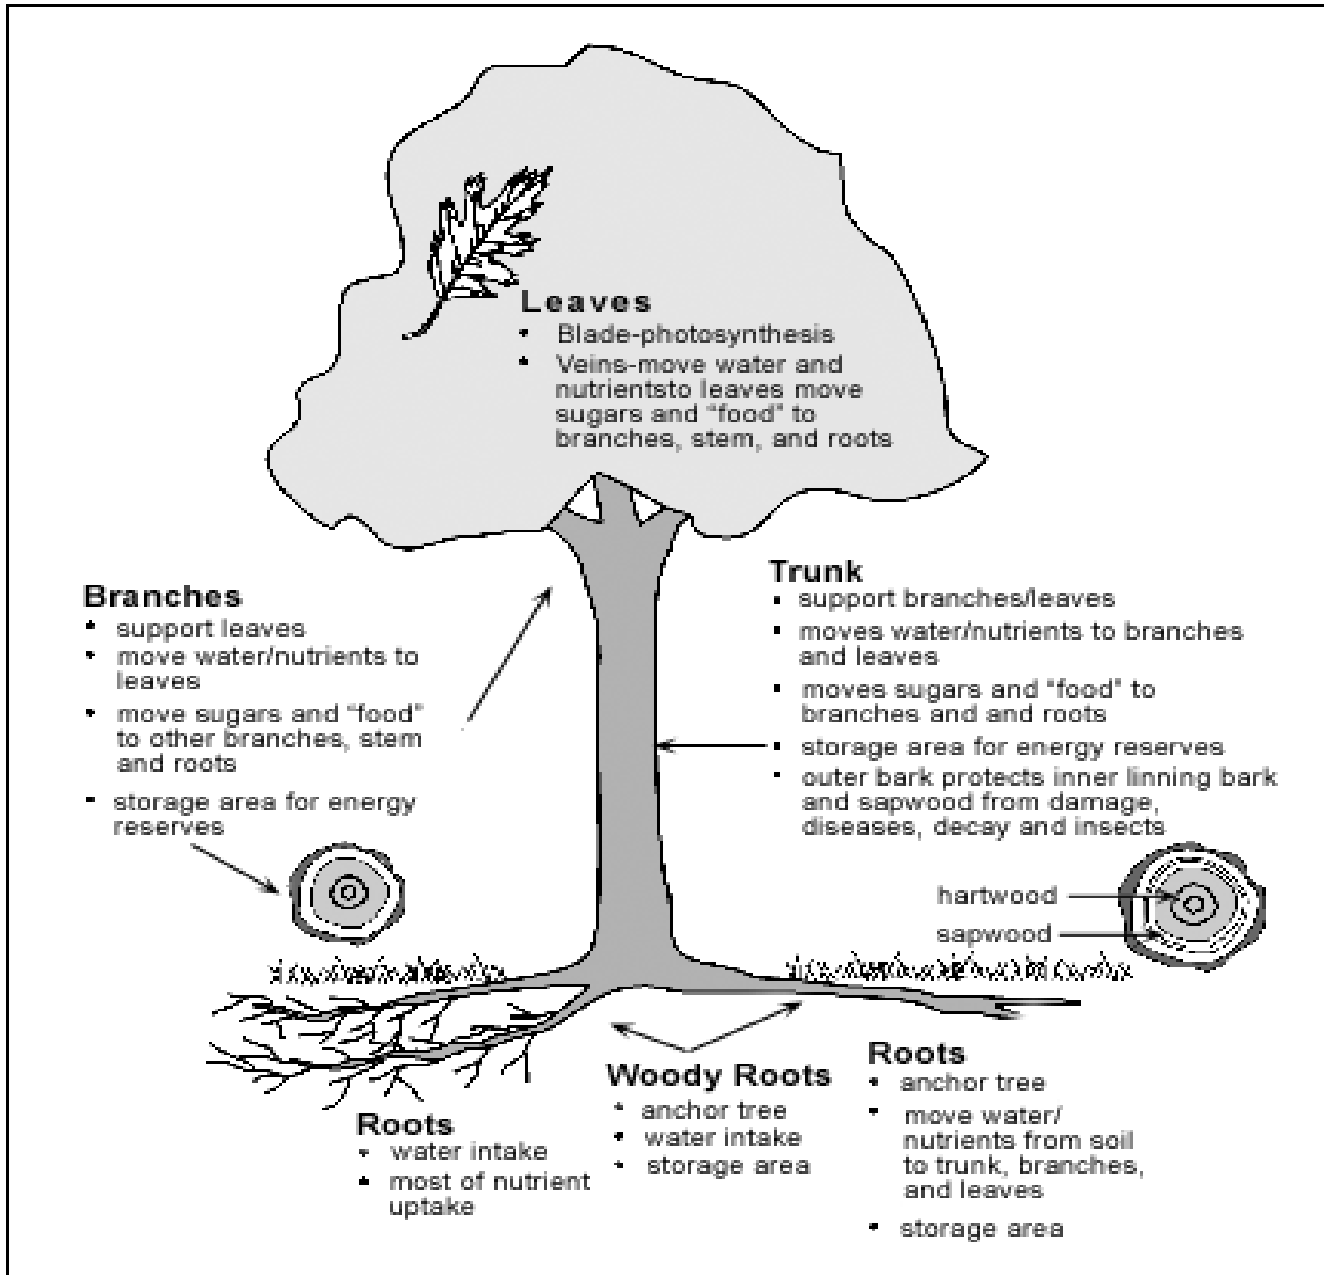 Leaves
• Blade-photosynthesis
• Veins-move water and
nutrientsto leaves move
sugars and "food" to
branches, stem, and roots
Branches
• support leaves
• move water/nutrients to
leaves
• move sugars and "food"
to other branches, stem
and roots
• storage area for energy
reserves
Trunk
• support branches/leaves
• moves water/nutrients to branches
and leaves
• moves sugars and "food" to
branches and and roots
• storage area for energy reserves
• outer bark protects inner linning bark
and sapwood from damage,
diseases, decay and insects
hartwood
sapwood
Roots
• water intake
• most of nutrient
uptake
Woody Roots
• anchor tree
• water intake
• storage area
Roots
• anchor tree
• move water/
nutrients from soil
to trunk, branches,
and leaves
• storage area